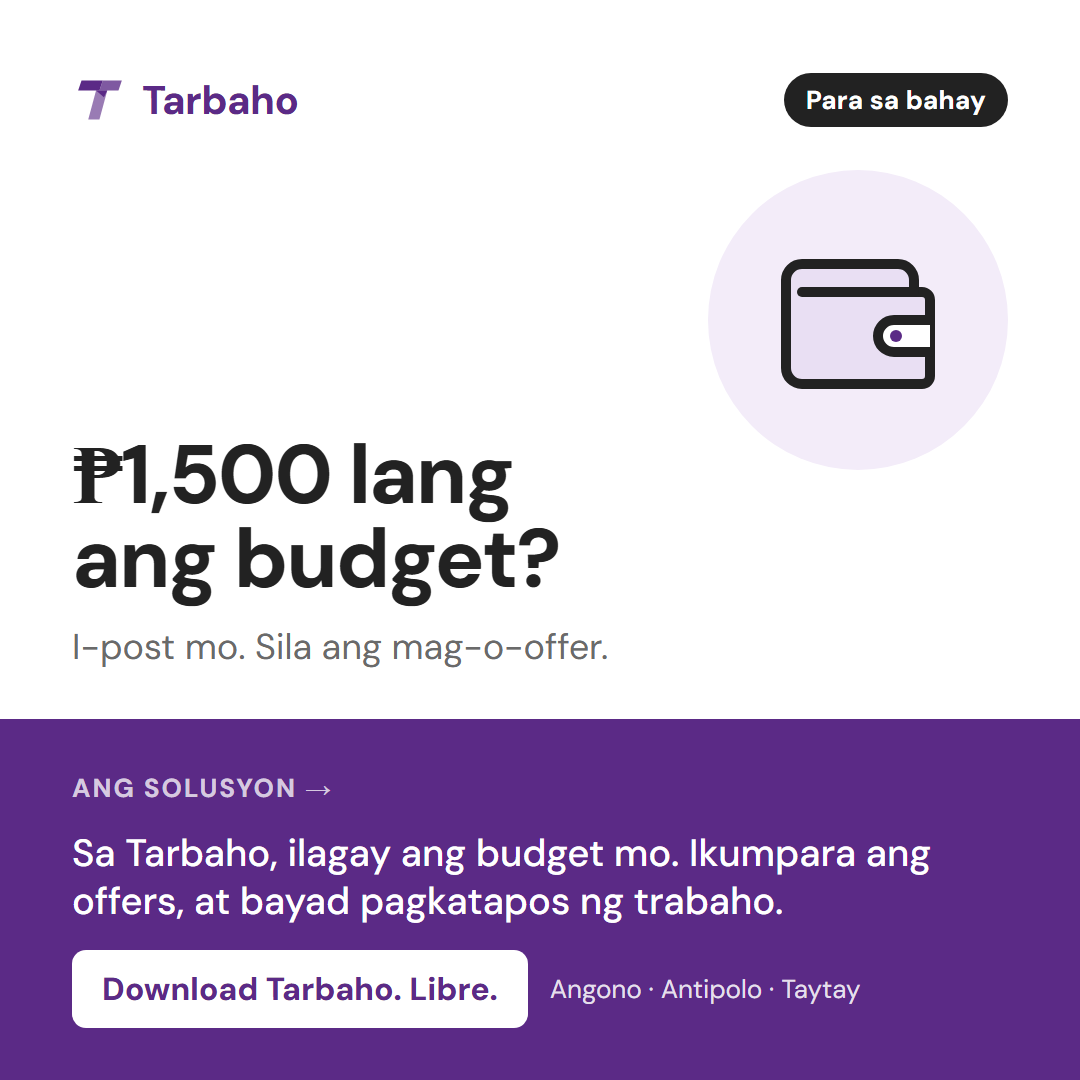 Tarbaho
Para sa bahay
₱1,500 lang
ang budget?
I-post mo. Sila ang mag-o-offer.
ANG SOLUSYON →
Sa Tarbaho, ilagay ang budget mo. Ikumpara ang
offers, at bayad pagkatapos ng trabaho.
Download Tarbaho. Libre.
Angono · Antipolo · Taytay